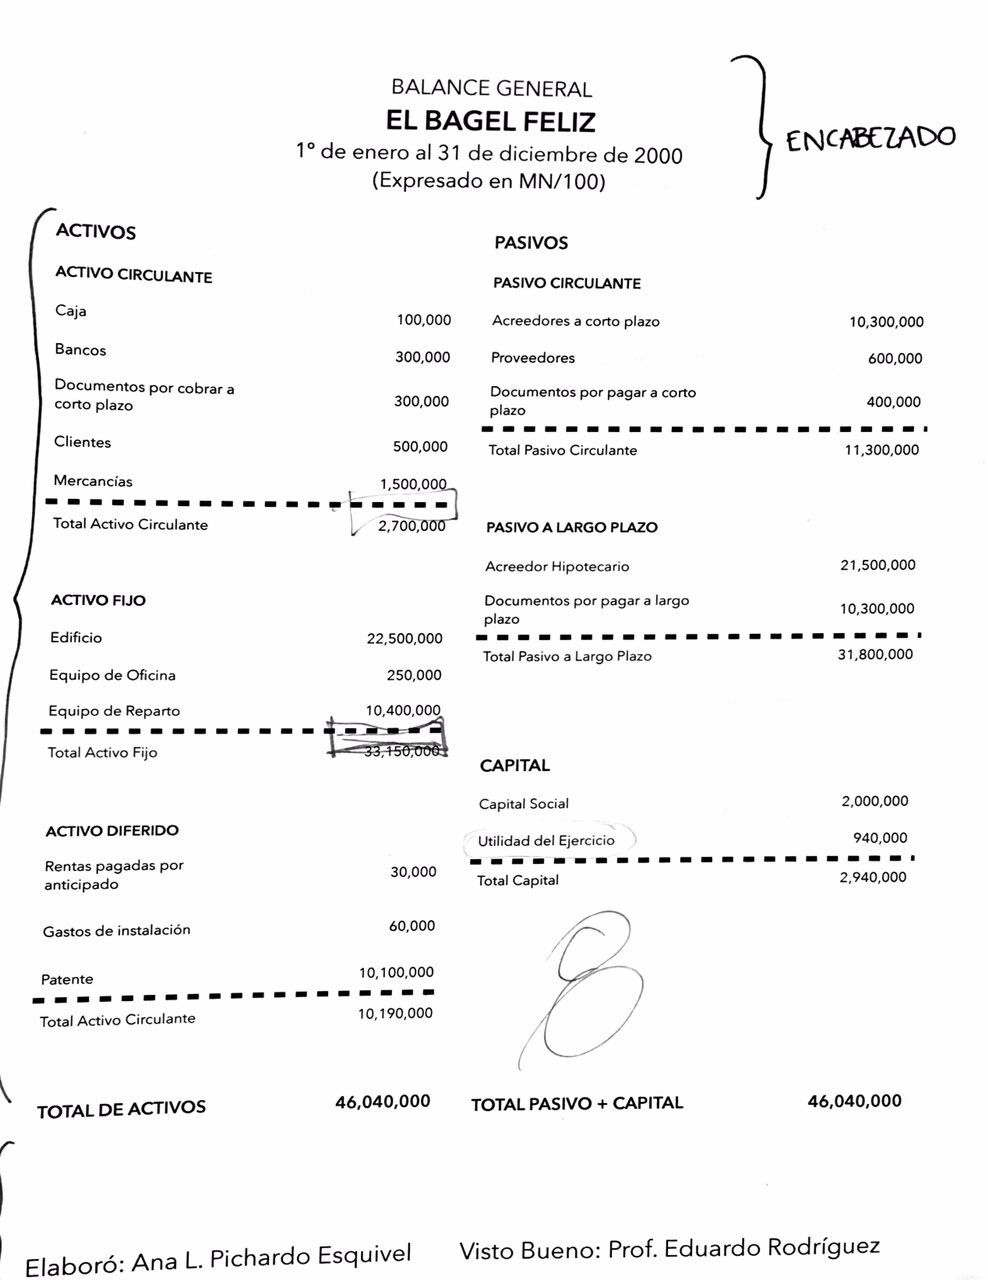 BALANCE GENERAL
EL BAGEL FELIZ
1º de enero al 31 de diciembre de 2000
(Expresado en MN/100)
ENCABEZADO
ACTIVOS
ACTIVO CIRCULANTE
Caja 100,000
Bancos 300,000
Documentos por cobrar a
corto plazo 300,000
Clientes 500,000
Mercancías 1,500,000
Total Activo Circulante 2,700,000
ACTIVO FIJO
Edificio 22,500,000
Equipo de Oficina 250,000
Equipo de Reparto 10,400,000
Total Activo Fijo 33,150,000
ACTIVO DIFERIDO
Rentas pagadas por
anticipado 30,000
Gastos de instalación 60,000
Patente 10,100,000
Total Activo Circulante 10,190,000
TOTAL DE ACTIVOS 46,040,000
PASIVOS
PASIVO CIRCULANTE
Acreedores a corto plazo 10,300,000
Proveedores 600,000
Documentos por pagar a corto
plazo 400,000
Total Pasivo Circulante 11,300,000
PASIVO A LARGO PLAZO
Acreedor Hipotecario 21,500,000
Documentos por pagar a largo
plazo 10,300,000
Total Pasivo a Largo Plazo 31,800,000
CAPITAL
Capital Social 2,000,000
Utilidad del Ejercicio 940,000
Total Capital 2,940,000
8
TOTAL PASIVO + CAPITAL 46,040,000
Elaboró: Ana L. Pichardo Esquivel
Visto Bueno: Prof. Eduardo Rodríguez